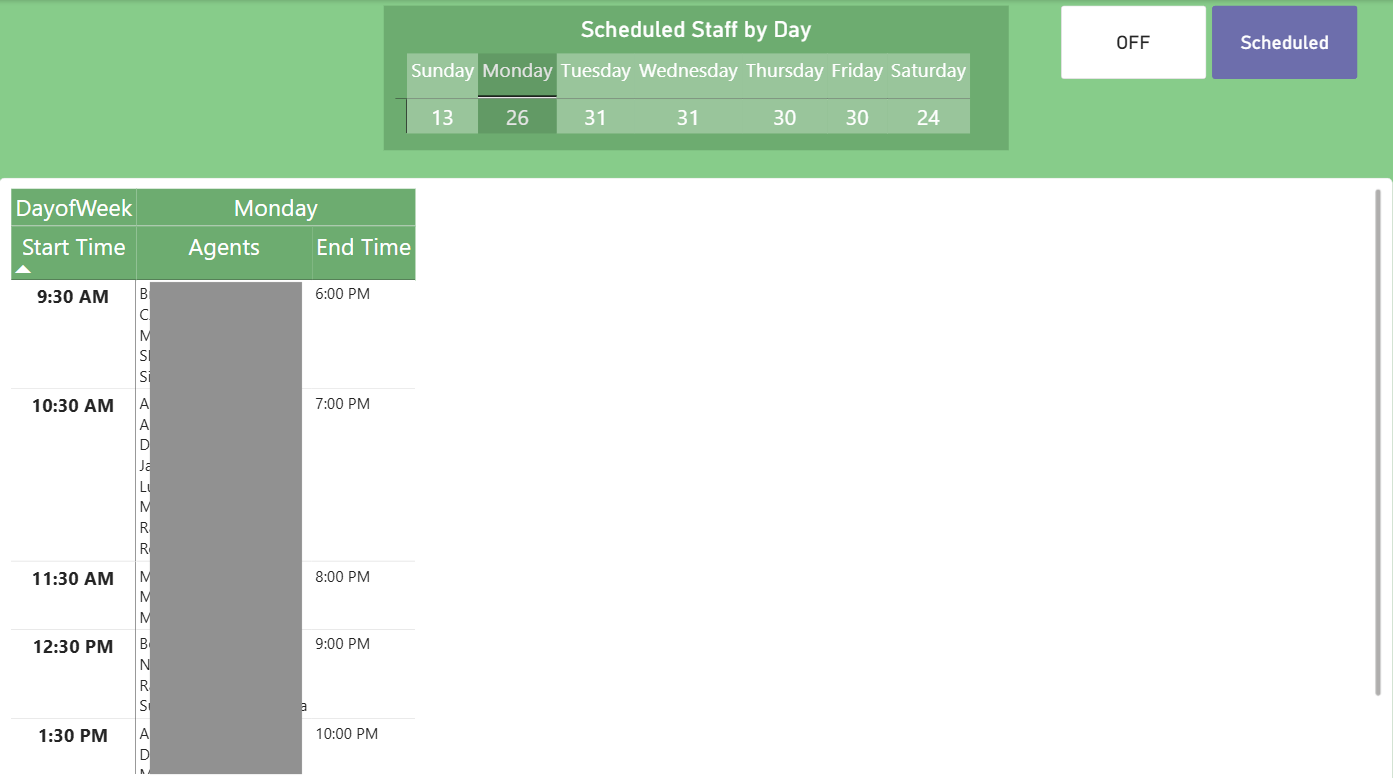 Scheduled Staff by Day
OFF
Scheduled
Sunday Monday Tuesday Wednesday Thursday Friday Saturday
13 26 31 31 30 30 24
DayofWeek Monday
Start Time Agents End Time
9:30 AM 6:00 PM
10:30 AM 7:00 PM
11:30 AM 8:00 PM
12:30 PM 9:00 PM
1:30 PM 10:00 PM